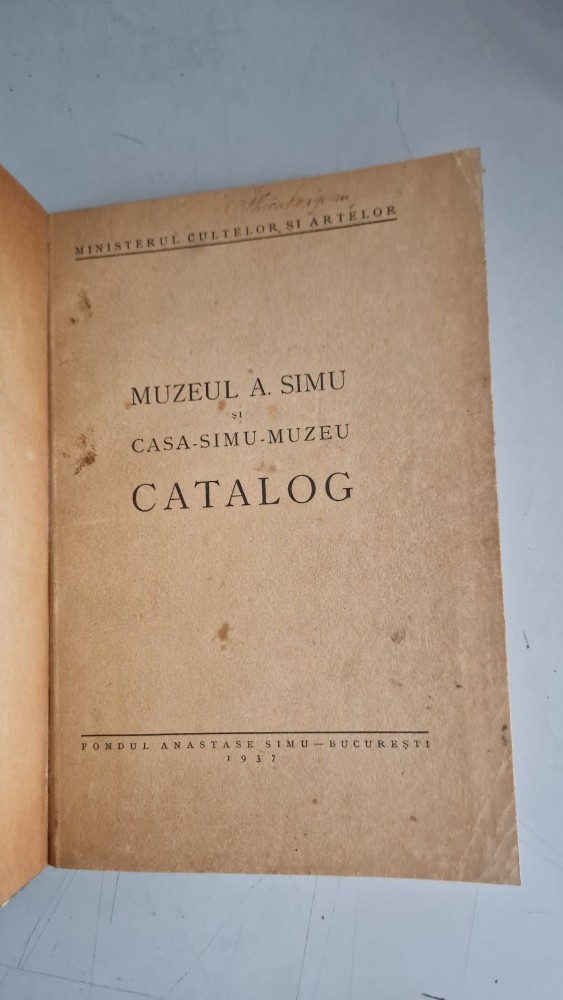 MINISTERUL CULTELOR ȘI ARTELOR
MUZEUL A. SIMU
ȘI
CASA-SIMU-MUZEU
CATALOG
FONDUL ANASTASE SIMU—BUCUREȘTI
1937